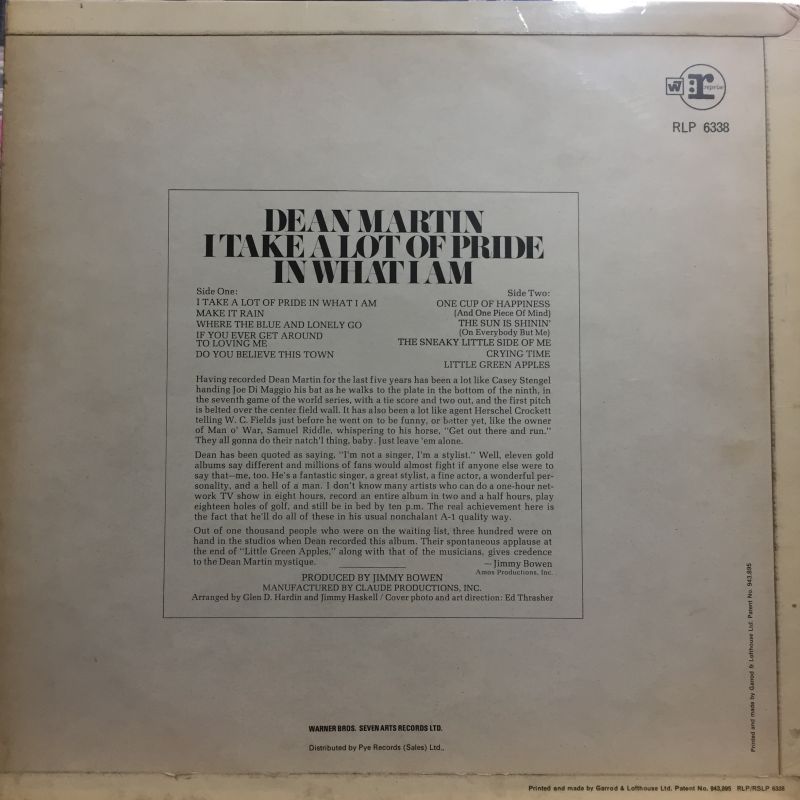 W7 r reprise
RLP 6338
DEAN MARTIN
I TAKE A LOT OF PRIDE
IN WHAT I AM
Side One:
I TAKE A LOT OF PRIDE IN WHAT I AM
MAKE IT RAIN
WHERE THE BLUE AND LONELY GO
IF YOU EVER GET AROUND
TO LOVING ME
DO YOU BELIEVE THIS TOWN
Side Two:
ONE CUP OF HAPPINESS
(And One Piece Of Mind)
THE SUN IS SHININ'
(On Everybody But Me)
THE SNEAKY LITTLE SIDE OF ME
CRYING TIME
LITTLE GREEN APPLES
Having recorded Dean Martin for the last five years has been a lot like Casey Stengel
handing Joe Di Maggio his bat as he walks to the plate in the bottom of the ninth, in
the seventh game of the world series, with a tie score and two out, and the first pitch
is belted over the center field wall. It has also been a lot like agent Herschel Crockett
telling W. C. Fields just before he went on to be funny, or better yet, like the owner
of Man o' War, Samuel Riddle, whispering to his horse, "Get out there and run."
They all gonna do their natch'l thing, baby. Just leave 'em alone.
Dean has been quoted as saying, "I'm not a singer, I'm a stylist." Well, eleven gold
albums say different and millions of fans would almost fight if anyone else were to
say that—me, too. He's a fantastic singer, a great stylist, a fine actor, a wonderful per-
sonality, and a hell of a man. I don't know many artists who can do a one-hour net-
work TV show in eight hours, record an entire album in two and a half hours, play
eighteen holes of golf, and still be in bed by ten p.m. The real achievement here is
the fact that he'll do all of these in his usual nonchalant A-1 quality way.
Out of one thousand people who were on the waiting list, three hundred were on
hand in the studios when Dean recorded this album. Their spontaneous applause at
the end of "Little Green Apples," along with that of the musicians, gives credence
to the Dean Martin mystique.
—Jimmy Bowen
Amos Productions, Inc.
PRODUCED BY JIMMY BOWEN
MANUFACTURED BY CLAUDE PRODUCTIONS, INC.
Arranged by Glen D. Hardin and Jimmy Haskell / Cover photo and art direction: Ed Thrasher
WARNER BROS. SEVEN ARTS RECORDS LTD.
Distributed by Pye Records (Sales) Ltd.,
Printed and made by Garrod & Lofthouse Ltd. Patent No. 943,895
Printed and made by Garrod & Lofthouse Ltd. Patent No. 943,895 RLP/RSLP 6338